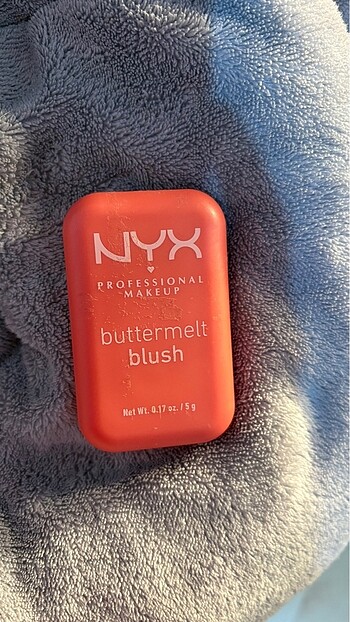 NYX
PROFESSIONAL
MAKEUP
buttermelt
blush
Net Wt. 0.17 oz. / 5 g